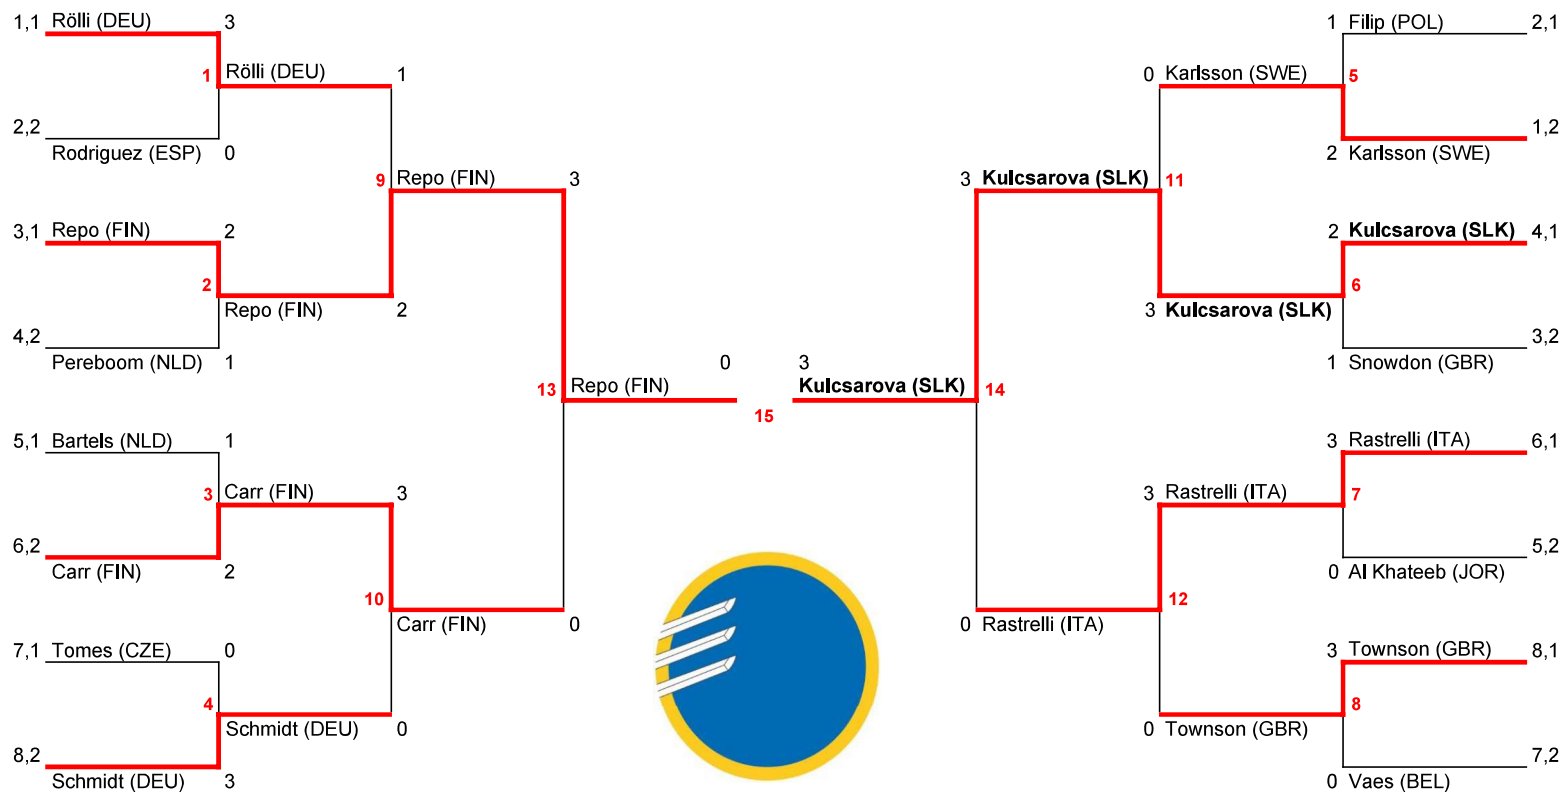 1,1 Rölli (DEU) 3
1 Rölli (DEU) 1
2,2 Rodriguez (ESP) 0
9 Repo (FIN) 3
3,1 Repo (FIN) 2
2 Repo (FIN) 2
4,2 Pereboom (NLD) 1
13 Repo (FIN) 0
5,1 Bartels (NLD) 1
3 Carr (FIN) 3
6,2 Carr (FIN) 2
10 Carr (FIN) 0
7,1 Tomes (CZE) 0
4 Schmidt (DEU) 0
8,2 Schmidt (DEU) 3
15
3 Kulcsarova (SLK) 14
1 Filip (POL) 2,1
0 Karlsson (SWE) 5
2 Karlsson (SWE) 1,2
3 Kulcsarova (SLK) 11
2 Kulcsarova (SLK) 4,1
3 Kulcsarova (SLK) 6
1 Snowdon (GBR) 3,2
3 Rastrelli (ITA) 6,1
3 Rastrelli (ITA) 7
0 Al Khateeb (JOR) 5,2
0 Rastrelli (ITA) 12
3 Townson (GBR) 8,1
0 Townson (GBR) 8
0 Vaes (BEL) 7,2